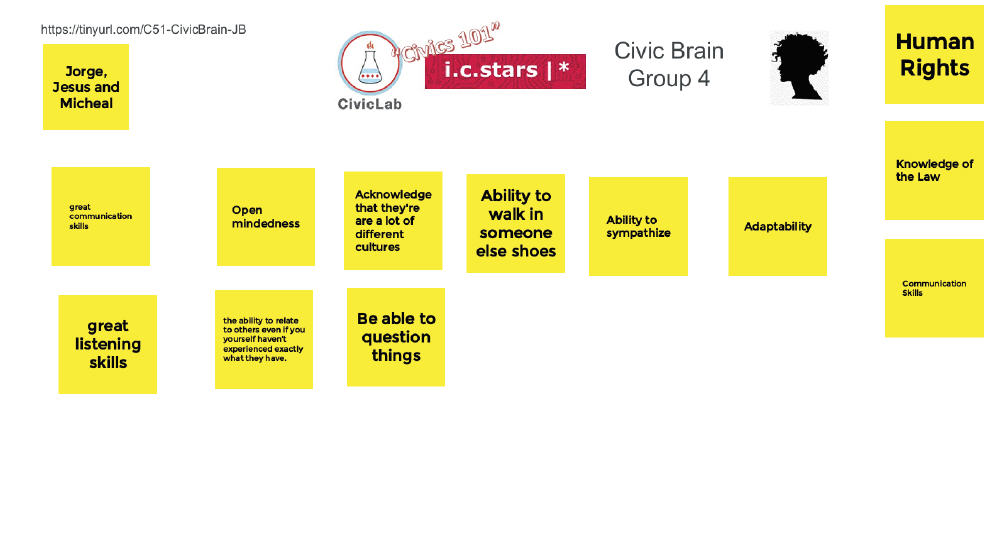 https://tinyurl.com/C51-CivicBrain-JB
Jorge,
Jesus and
Micheal
CivicLab
"Civics 101"
i.c.stars | *
Civic Brain
Group 4
Human
Rights
Knowledge of
the Law
Communication
Skills
great
communication
skills
Open
mindedness
Acknowledge
that they're
are a lot of
different
cultures
Ability to
walk in
someone
else shoes
Ability to
sympathize
Adaptability
great
listening
skills
the ability to relate
to others even if you
yourself haven't
experienced exactly
what they have.
Be able to
question
things